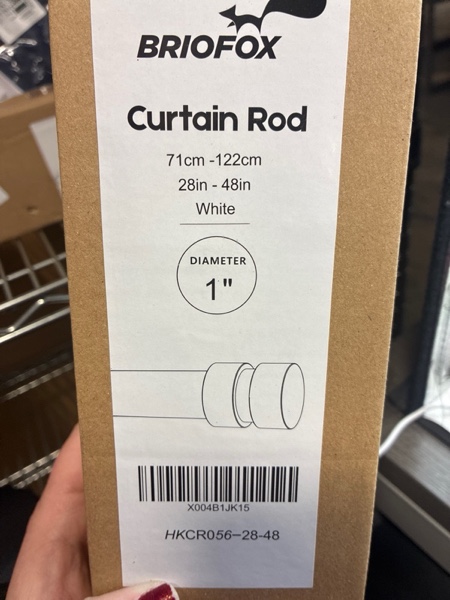 BRIOFOX
Curtain Rod
71cm -122cm
28in - 48in
White
DIAMETER
1"
X004B1JK15
HKCR056-28-48